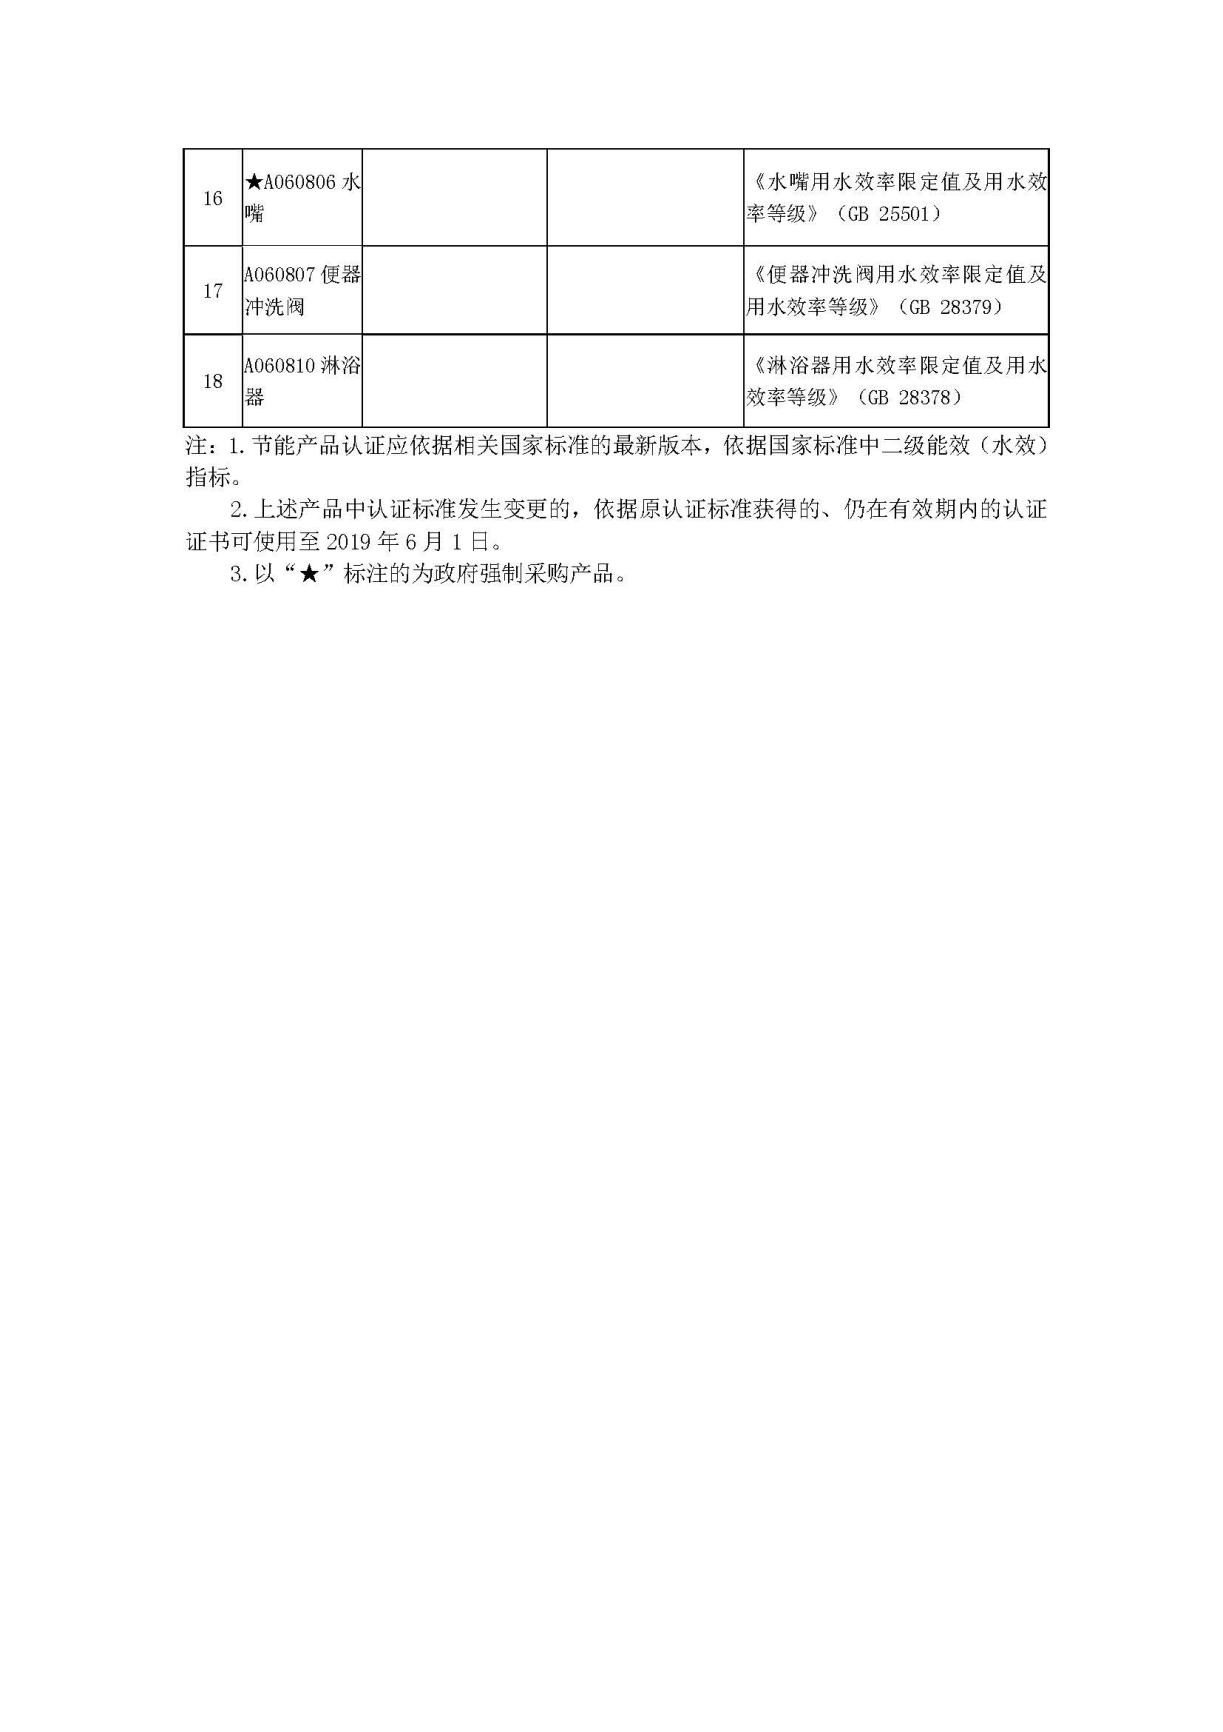 16
★A060806 水
嘴
《水嘴用水效率限定值及用水效
率等级》（GB 25501）
17
A060807 便器
冲洗阀
《便器冲洗阀用水效率限定值及
用水效率等级》（GB 28379）
18
A060810 淋浴
器
《淋浴器用水效率限定值及用水
效率等级》（GB 28378）
注：1.节能产品认证应依据相关国家标准的最新版本，依据国家标准中二级能效（水效）
指标。
2.上述产品中认证标准发生变更的，依据原认证标准获得的、仍在有效期内的认证
证书可使用至 2019 年 6 月 1 日。
3.以“★”标注的为政府强制采购产品。